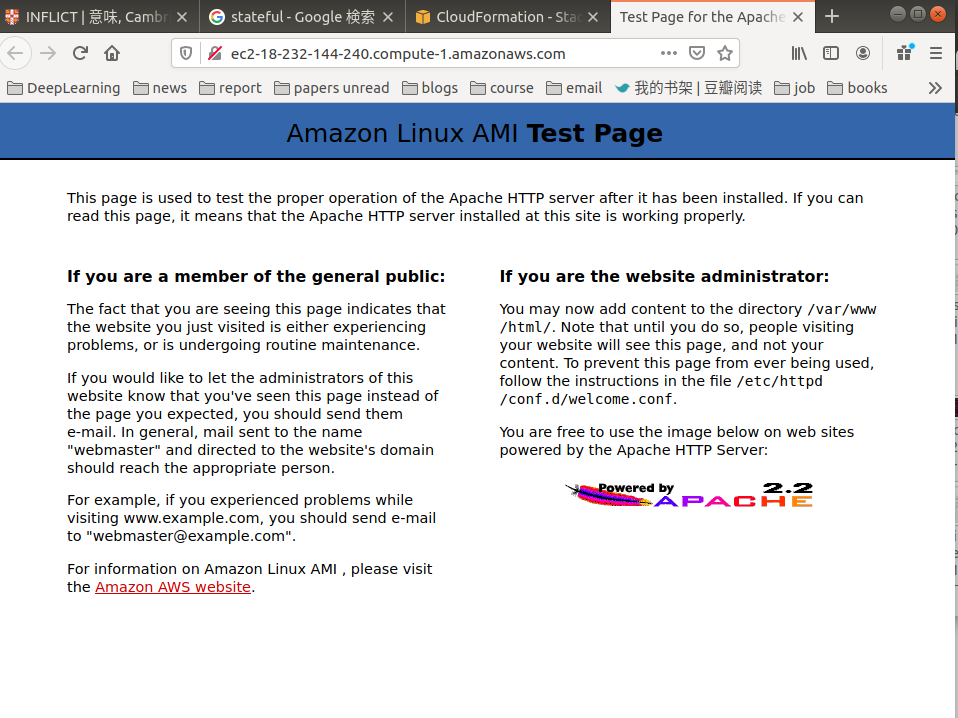 INFLICT | 意味, Cambr
stateful - Google 検索
CloudFormation - Stac
Test Page for the Apache
ec2-18-232-144-240.compute-1.amazonaws.com
DeepLearning news report papers unread blogs course email 我的书架 | 豆瓣阅读 job books
Amazon Linux AMI Test Page
This page is used to test the proper operation of the Apache HTTP server after it has been installed. If you can
read this page, it means that the Apache HTTP server installed at this site is working properly.
If you are a member of the general public:
The fact that you are seeing this page indicates that
the website you just visited is either experiencing
problems, or is undergoing routine maintenance.
If you would like to let the administrators of this
website know that you've seen this page instead of
the page you expected, you should send them
e-mail. In general, mail sent to the name
"webmaster" and directed to the website's domain
should reach the appropriate person.
For example, if you experienced problems while
visiting www.example.com, you should send e-mail
to "webmaster@example.com".
For information on Amazon Linux AMI , please visit
the Amazon AWS website.
If you are the website administrator:
You may now add content to the directory /var/www
/html/. Note that until you do so, people visiting
your website will see this page, and not your
content. To prevent this page from ever being used,
follow the instructions in the file /etc/httpd
/conf.d/welcome.conf.
You are free to use the image below on web sites
powered by the Apache HTTP Server:
Powered by 2.2
APACHE